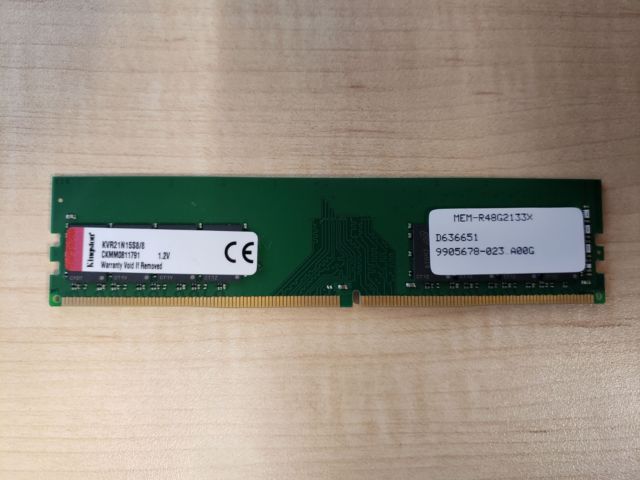 Kingston
KVR21N15S8/8
CKMM0811791 1.2V
Warranty Void If Removed
CE
MEM-R48G2133X
D636651
9905678-023.A00G